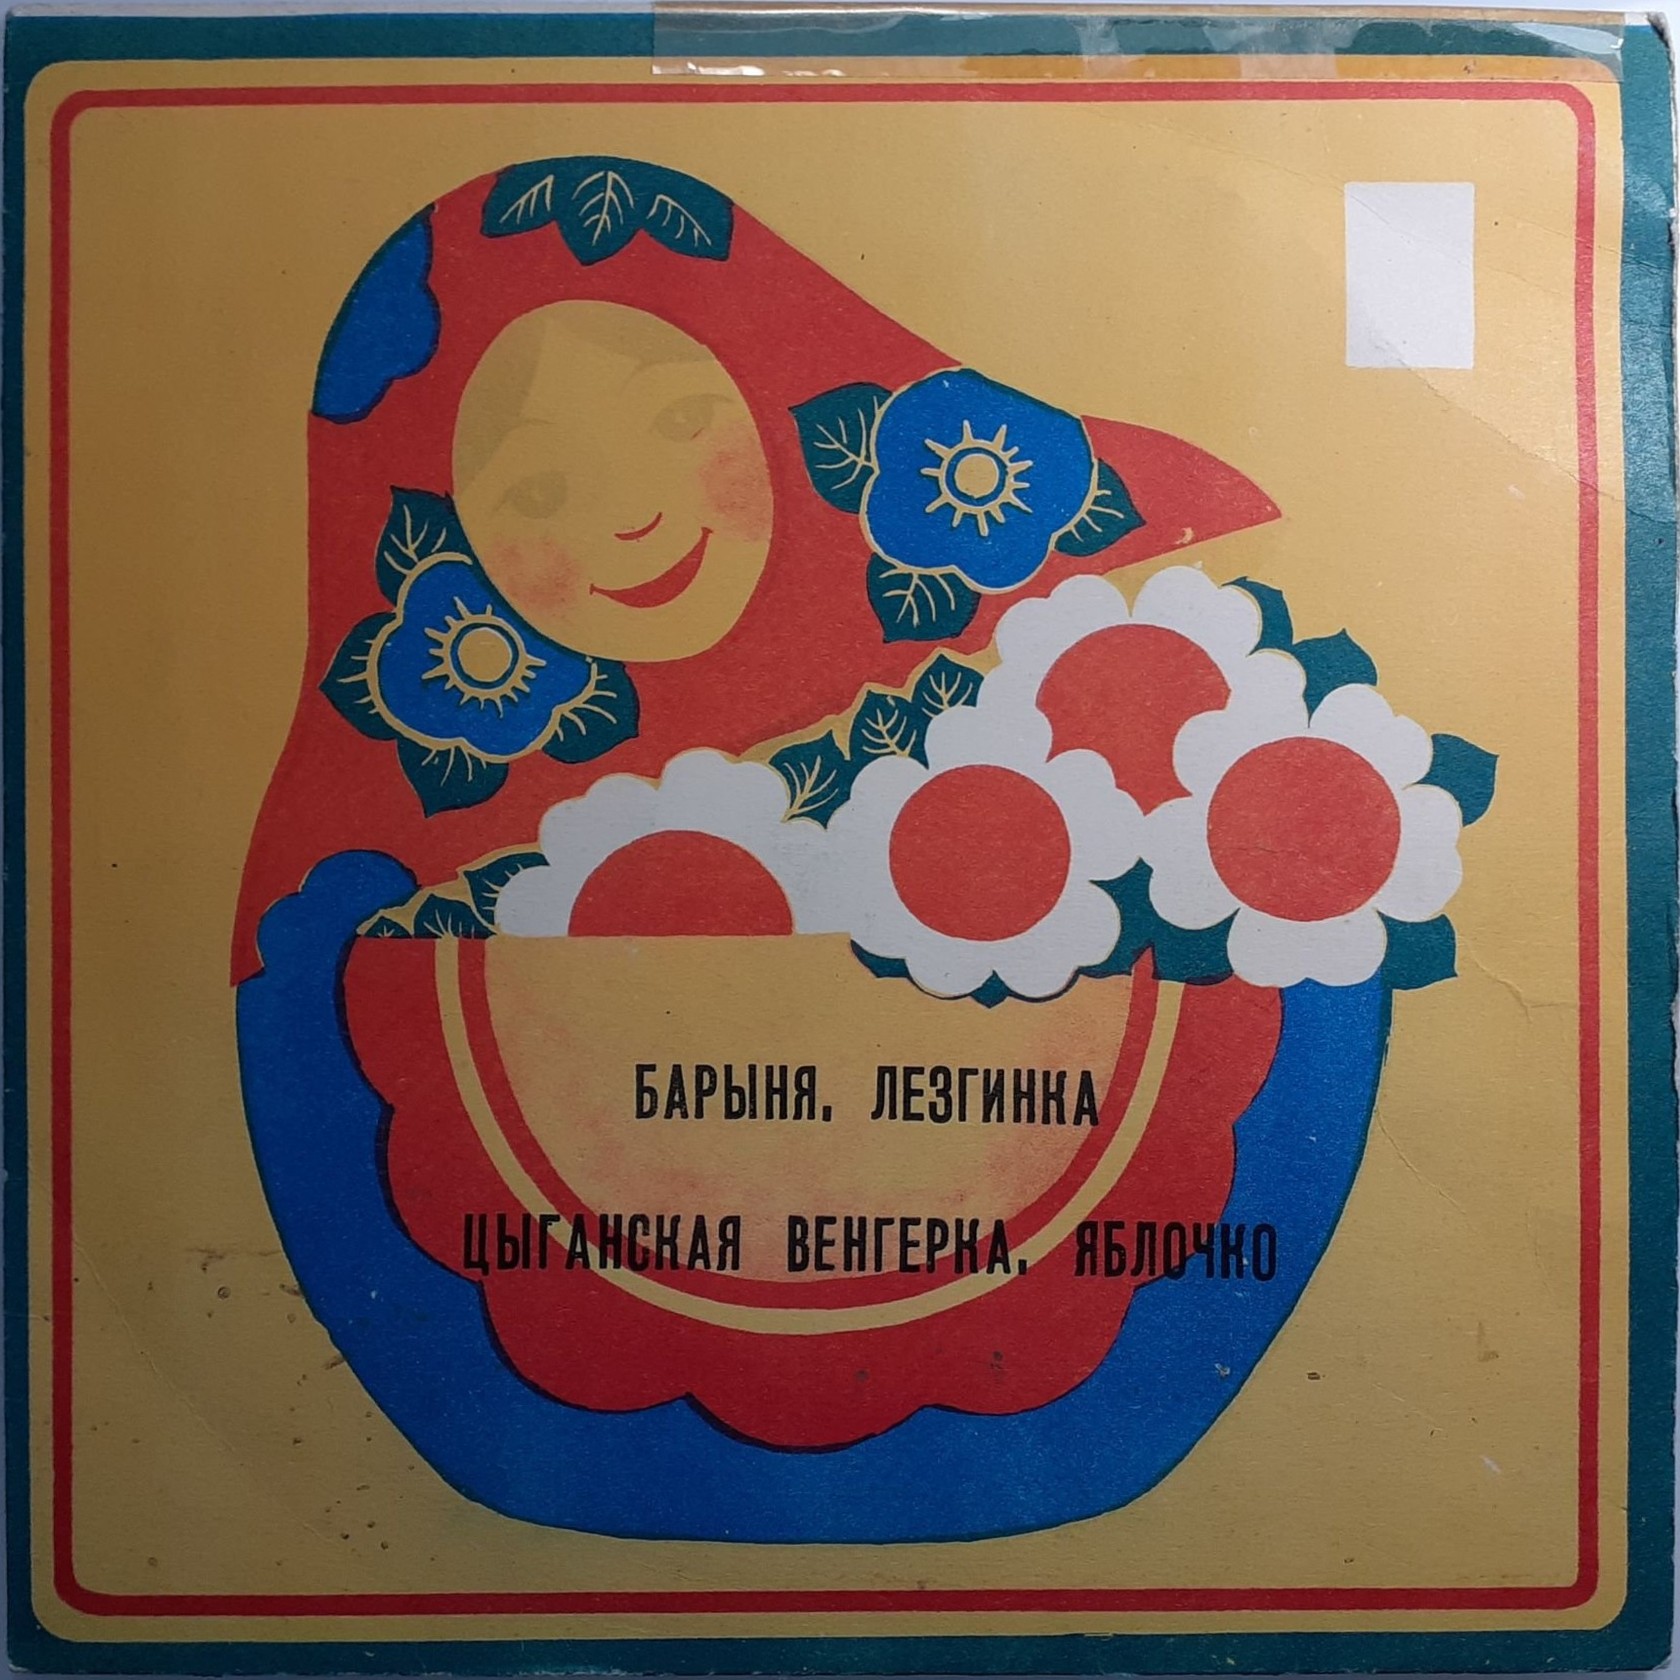 БАРЫНЯ. ЛЕЗГИНКА
ЦЫГАНСКАЯ ВЕНГЕРКА. ЯБЛОЧКО